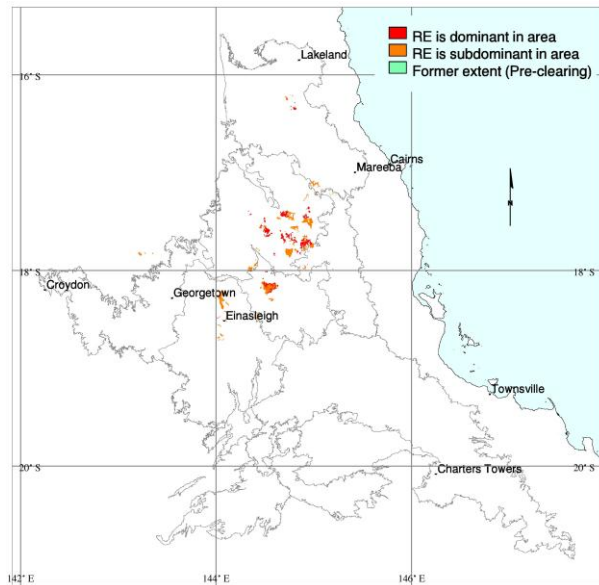 RE is dominant in area
RE is subdominant in area
Former extent (Pre-clearing)
Lakeland
16° S
Cairns
Mareeba
N
18° S
18° S
Croydon
Georgetown
Einasleigh
Townsville
20° S
Charters Towers
20° S
142° E
144° E
146° E